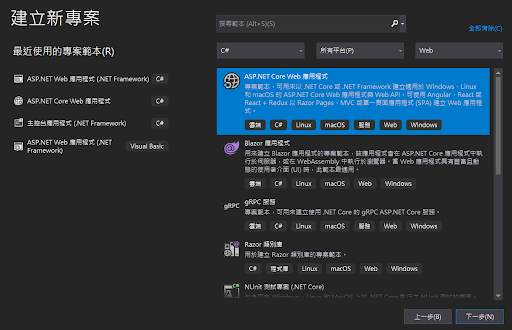 建立新專案
搜尋範本 (Alt+S)(S)
全部清除(C)
最近使用的專案範本(R)
C#
所有平台(P)
Web
ASP.NET Web 應用程式 (.NET Framework)
C#
ASP.NET Core Web 應用程式
C#
主控台應用程式 (.NET Framework)
C#
ASP.NET Web 應用程式 (.NET Framework)
Visual Basic
ASP.NET Core Web 應用程式
專案範本，可用來以 .NET Core 或 .NET Framework 建立適用於 Windows、Linux
和 macOS 的 ASP.NET Core Web 應用程式與 Web API。可使用 Angular、React 或
React + Redux 以 Razor Pages、MVC 或單一頁面應用程式 (SPA) 建立 Web 應用程
式。
雲端 C# Linux macOS 服務 Web Windows
Blazor 應用程式
用來建立 Blazor 應用程式的專案範本，該應用程式會在 ASP.NET Core 應用程式中執
行於伺服器，或在 WebAssembly 中執行於瀏覽器。當 Web 應用程式具有豐富且動
態的使用者介面 (UI) 時，此範本最適用。
雲端 C# Linux macOS Web Windows
gRPC
gRPC 服務
專案範本，可用來建立使用 .NET Core 的 gRPC ASP.NET Core 服務。
雲端 C# Linux macOS 服務 Web Windows
Razor 類別庫
用於建立 Razor 類別庫的專案範本。
C# 程式庫 Linux macOS Web Windows
NUnit 測試專案 (.NET Core)
上一步(B)
下一步(N)